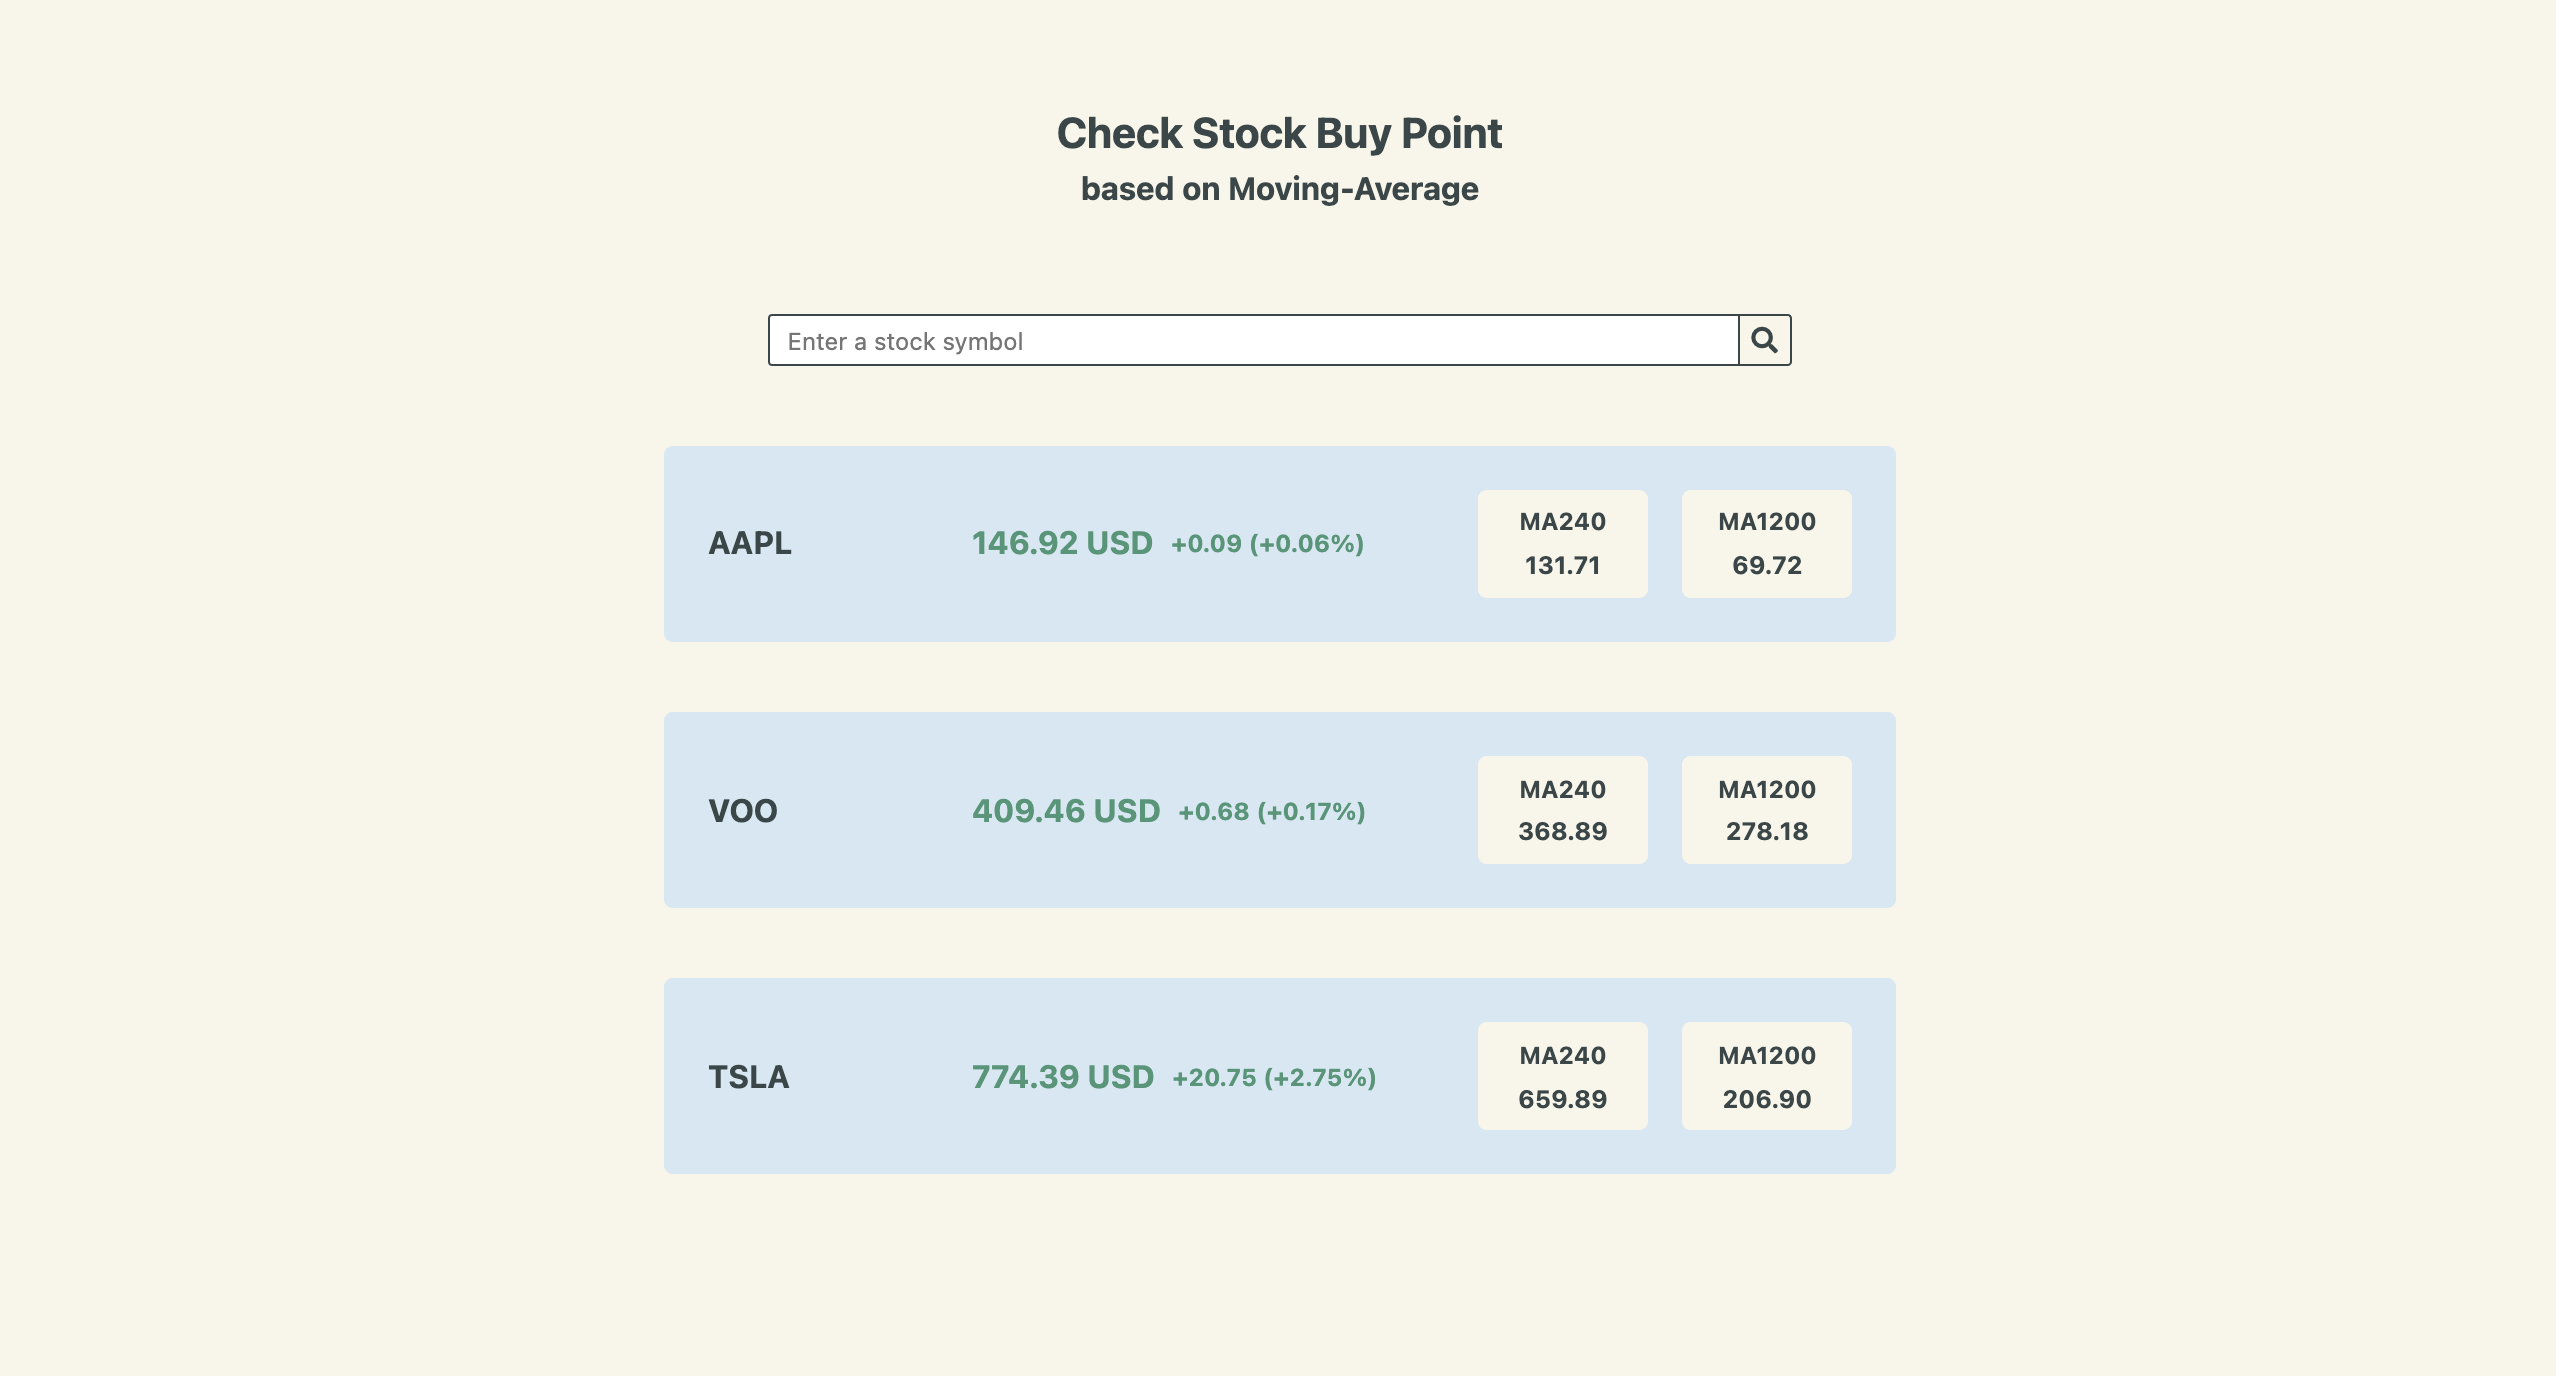 Check Stock Buy Point
based on Moving-Average
Enter a stock symbol
AAPL 146.92 USD +0.09 (+0.06%)
MA240 MA1200
131.71 69.72
VOO 409.46 USD +0.68 (+0.17%)
MA240 MA1200
368.89 278.18
TSLA 774.39 USD +20.75 (+2.75%)
MA240 MA1200
659.89 206.90